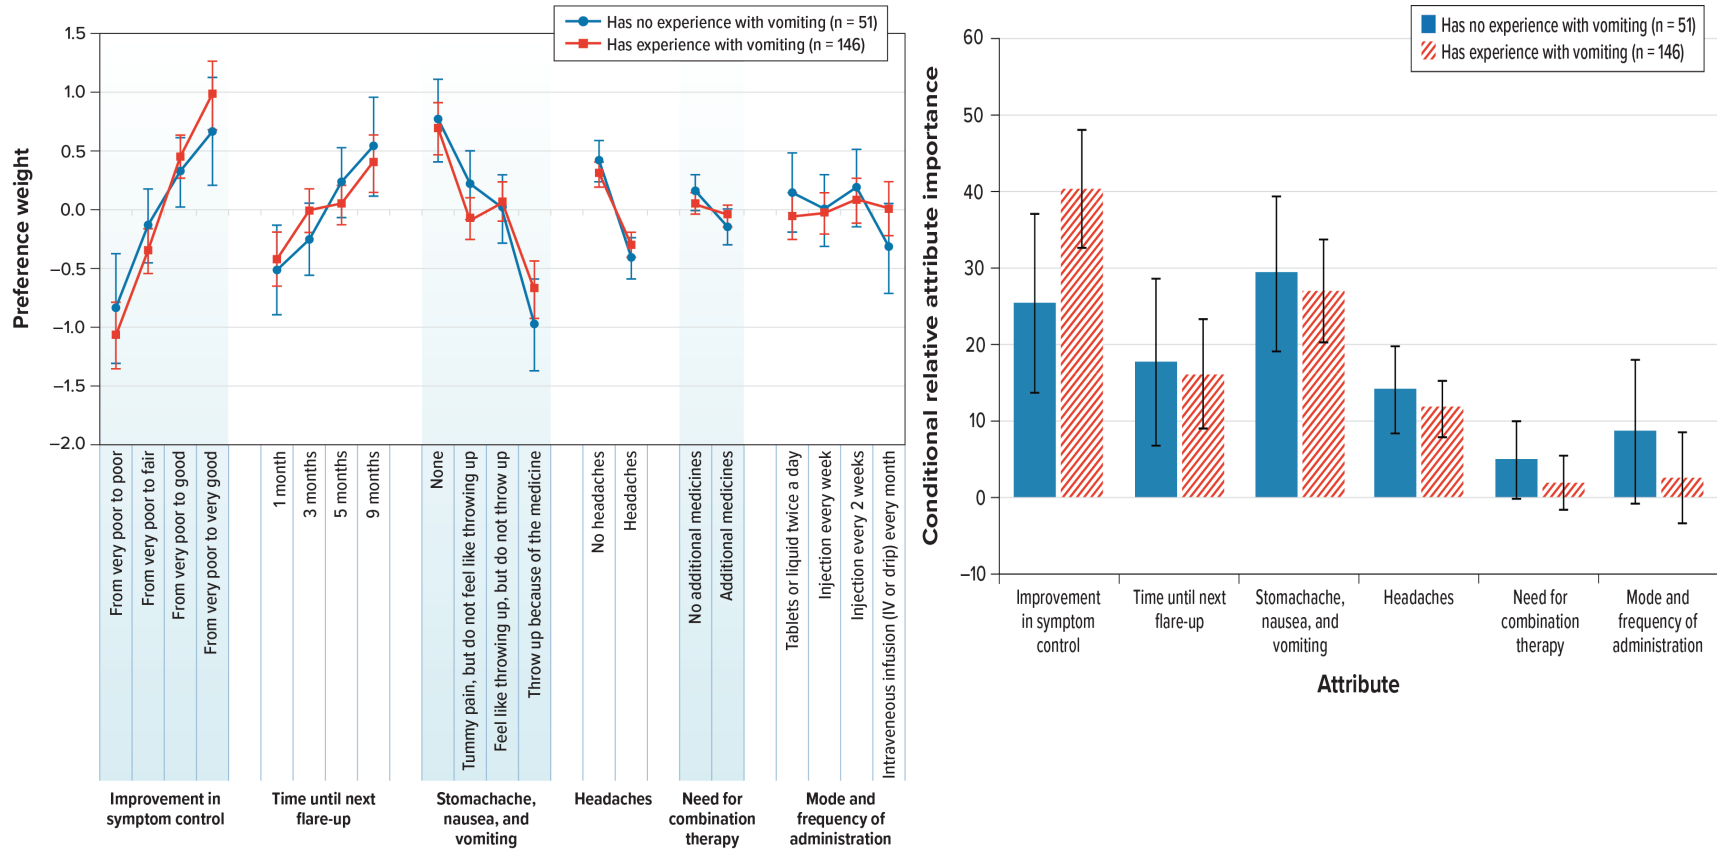 Has no experience with vomiting (n = 51)
Has experience with vomiting (n = 146)
Preference weight
1.5
1.0
0.5
0.0
–0.5
–1.0
–1.5
–2.0
From very poor to poor
From very poor to fair
From very poor to good
From very poor to very good
1 month
3 months
5 months
9 months
None
Tummy pain, but do not feel like throwing up
Feel like throwing up, but do not throw up
Throw up because of the medicine
No headaches
Headaches
No additional medicines
Additional medicines
Tablets or liquid twice a day
Injection every week
Injection every 2 weeks
Intraveneous infusion (IV or drip) every month
Improvement in
symptom control
Time until next
flare-up
Stomachache,
nausea, and
vomiting
Headaches
Need for
combination
therapy
Mode and
frequency of
administration
Has no experience with vomiting (n = 51)
Has experience with vomiting (n = 146)
Conditional relative attribute importance
60
50
40
30
20
10
0
–10
Improvement
in symptom
control
Time until next
flare-up
Stomachache,
nausea, and
vomiting
Headaches
Need for
combination
therapy
Mode and
frequency of
administration
Attribute